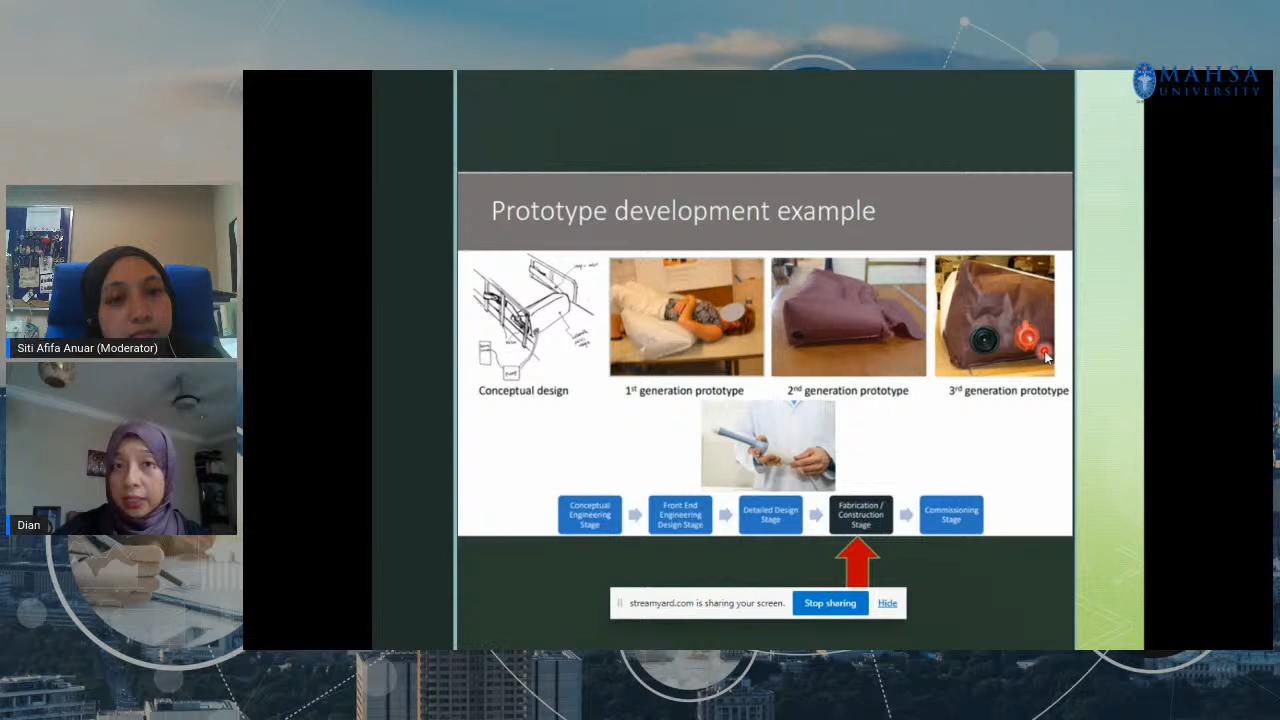 MAHSA
UNIVERSITY
Prototype development example
Conceptual design
1st generation prototype
2nd generation prototype
3rd generation prototype
Conceptual
Engineering
Stage
Front End
Engineering
Design Stage
Detailed Design
Stage
Fabrication /
Construction
Stage
Commissioning
Stage
streamyard.com is sharing your screen.
Stop sharing
Hide
Siti Afifa Anuar (Moderator)
Dian